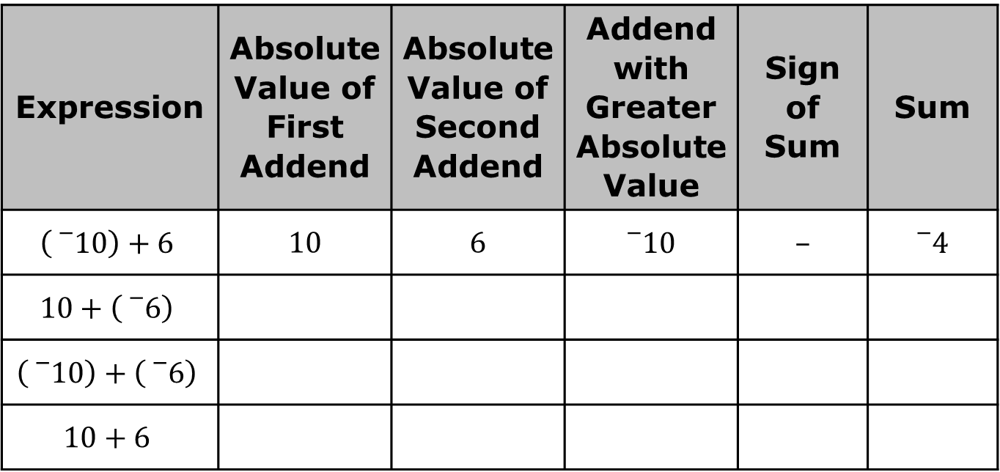 Expression
Absolute
Value of
First
Addend
Absolute
Value of
Second
Addend
Addend
with
Greater
Absolute
Value
Sign
of
Sum
Sum
(⁻10) + 6
10
6
⁻10
–
⁻4
10 + (⁻6)
(⁻10) + (⁻6)
10 + 6